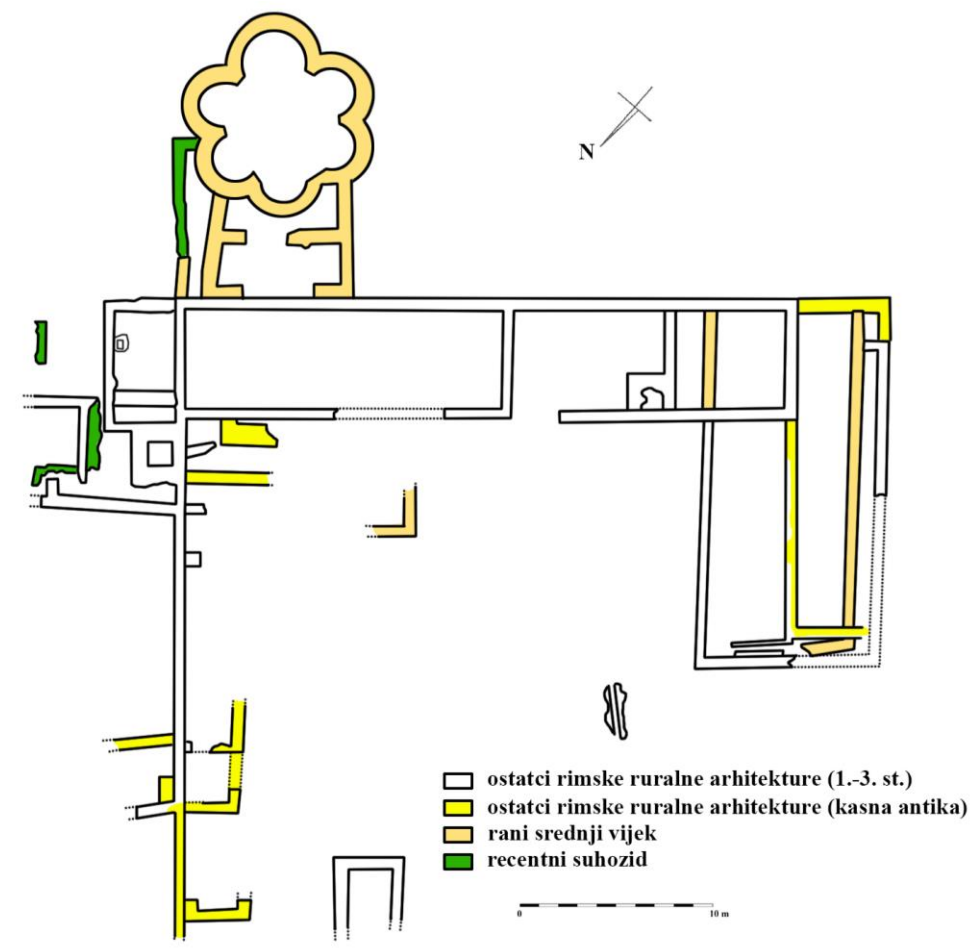 N
ostatci rimske ruralne arhitekture (1.-3. st.)
ostatci rimske ruralne arhitekture (kasna antika)
rani srednji vijek
recentni suhozid
0 10 m